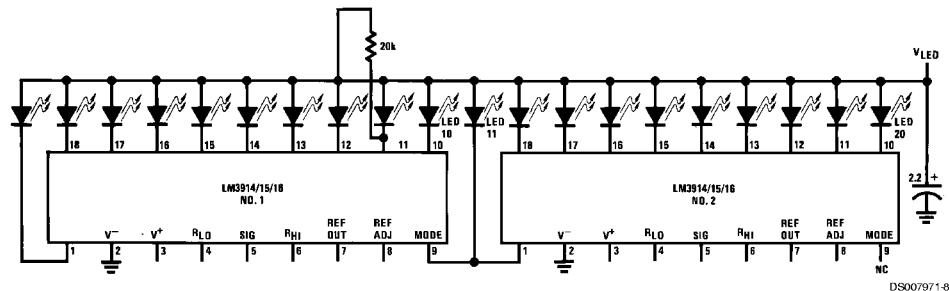 20k
V LED
LED 10
LED 11
LED 20
18 17 16 15 14 13 12 11 10
18 17 16 15 14 13 12 11 10
2.2 +
LM3914/15/16
NO. 1
LM3914/15/16
NO. 2
V− V+ RLO SIG RHI REF OUT REF ADJ MODE
V− V+ RLO SIG RHI REF OUT REF ADJ MODE
1 2 3 4 5 6 7 8 9
1 2 3 4 5 6 7 8 9
NC
DS007971-8